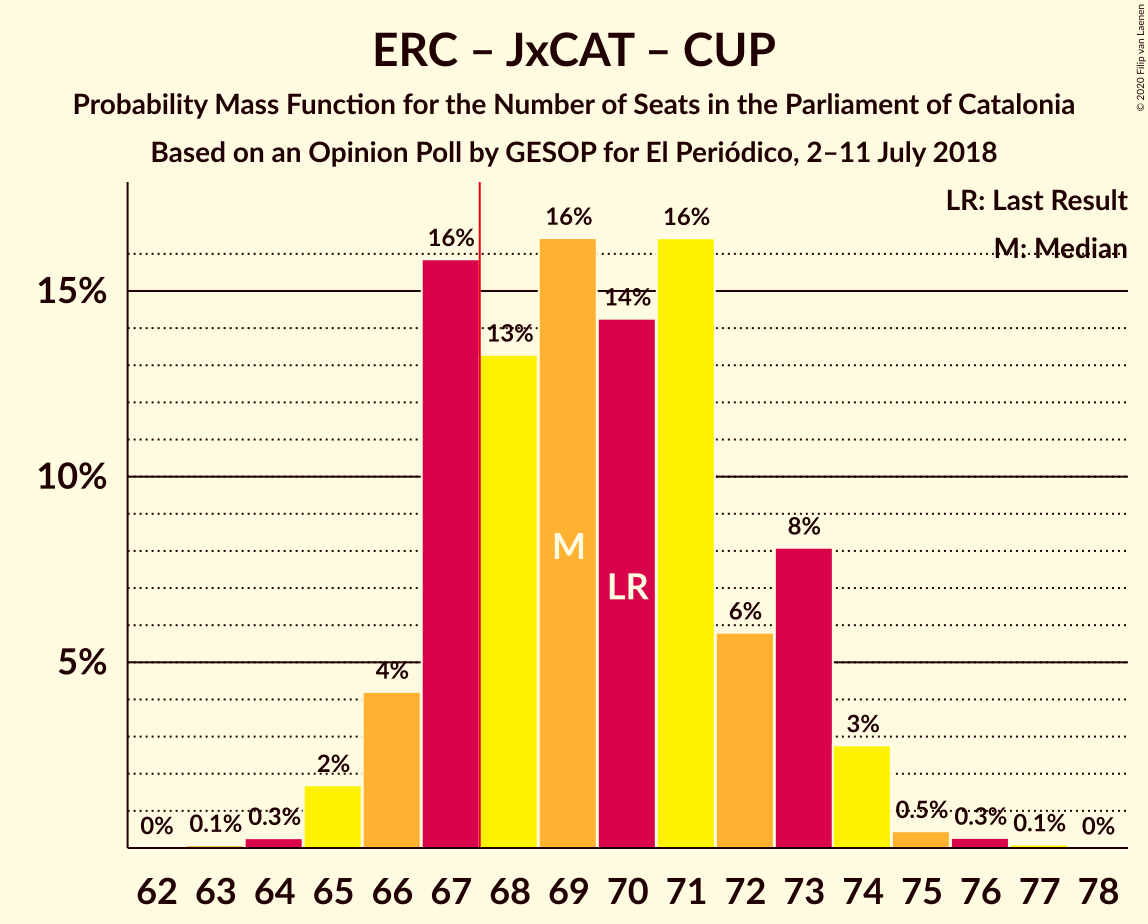 ERC – JxCAT – CUP
Probability Mass Function for the Number of Seats in the Parliament of Catalonia
Based on an Opinion Poll by GESOP for El Periódico, 2–11 July 2018
© 2020 Filip van Laenen
LR: Last Result
M: Median
15%
10%
5%
0%
0.1%
0.3%
2%
4%
16%
13%
16%
14%
16%
6%
8%
3%
0.5%
0.3%
0.1%
0%
M
LR
62 63 64 65 66 67 68 69 70 71 72 73 74 75 76 77 78